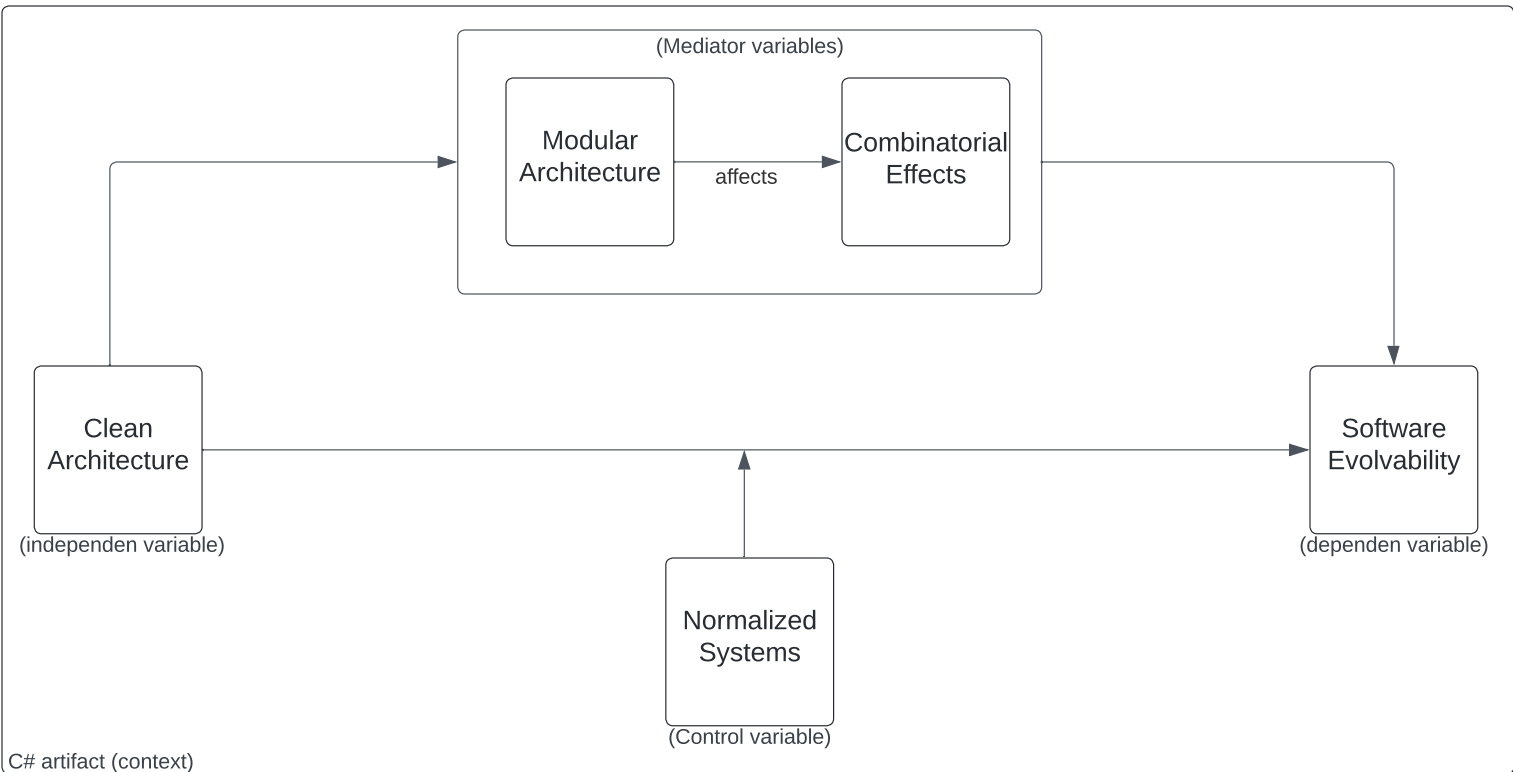 (Mediator variables)
Modular
Architecture
affects
Combinatorial
Effects
Clean
Architecture
(independen variable)
Software
Evolvability
(dependen variable)
Normalized
Systems
(Control variable)
C# artifact (context)